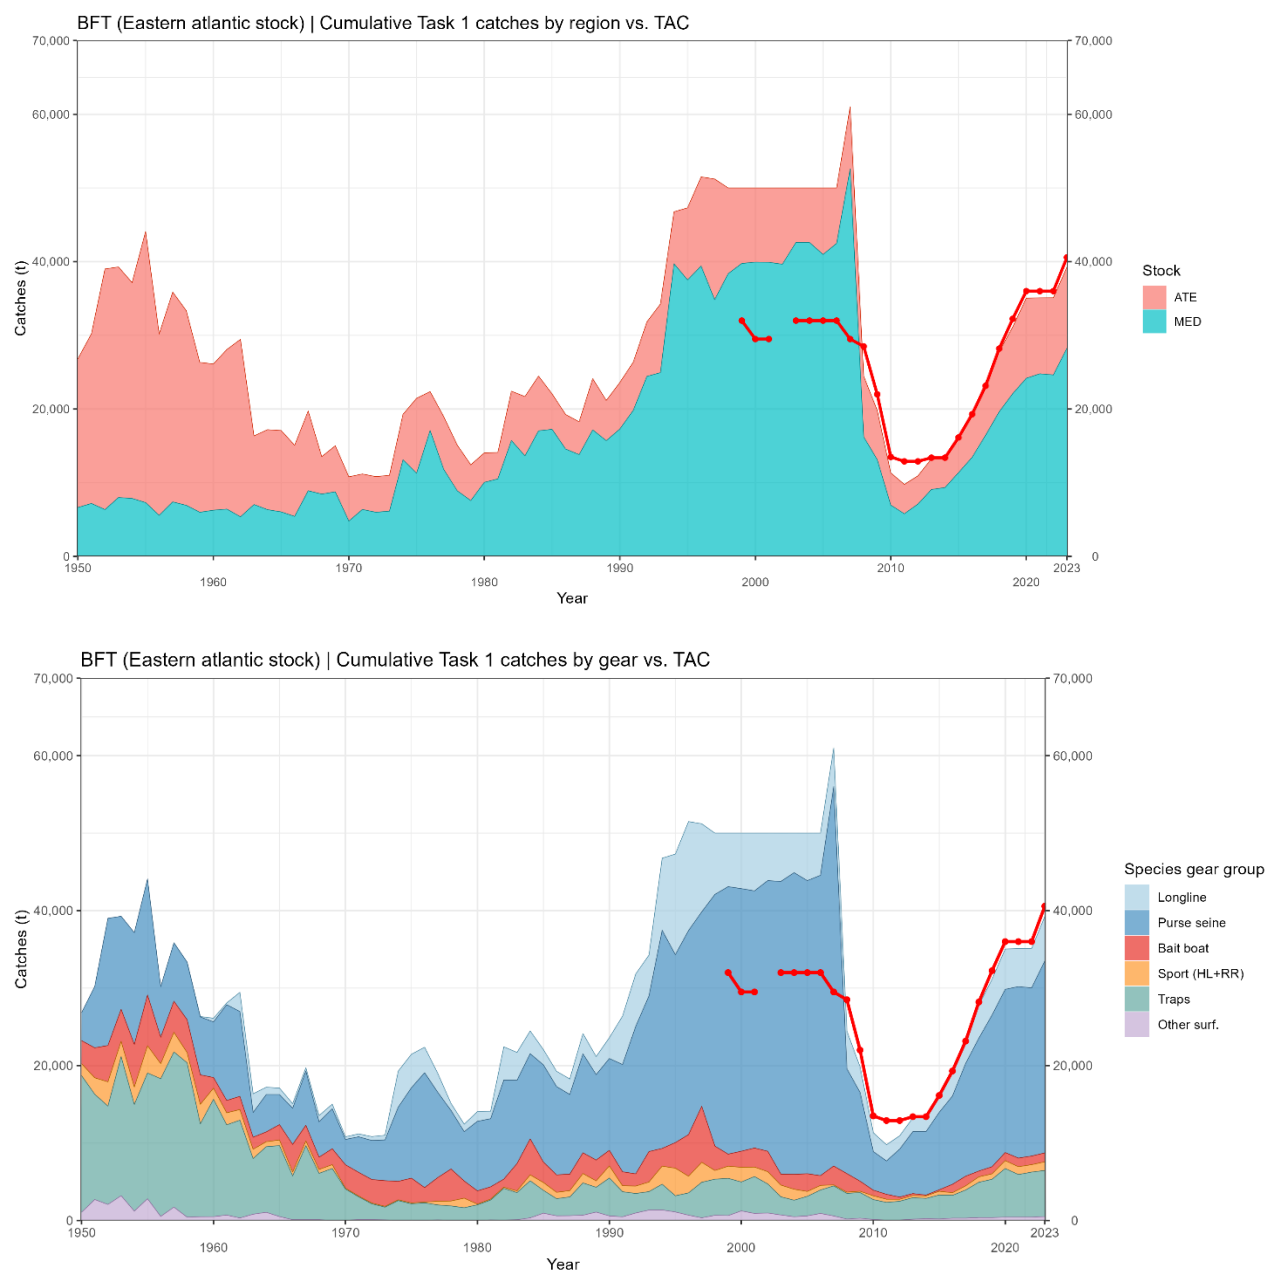 BFT (Eastern atlantic stock) | Cumulative Task 1 catches by region vs. TAC
70,000
70,000
60,000
60,000
40,000
40,000
20,000
20,000
0
0
Catches (t)
1950
1960
1970
1980
1990
2000
2010
2020
2023
Year
Stock
ATE
MED
BFT (Eastern atlantic stock) | Cumulative Task 1 catches by gear vs. TAC
70,000
70,000
60,000
60,000
40,000
40,000
20,000
20,000
0
0
Catches (t)
1950
1960
1970
1980
1990
2000
2010
2020
2023
Year
Species gear group
Longline
Purse seine
Bait boat
Sport (HL+RR)
Traps
Other surf.